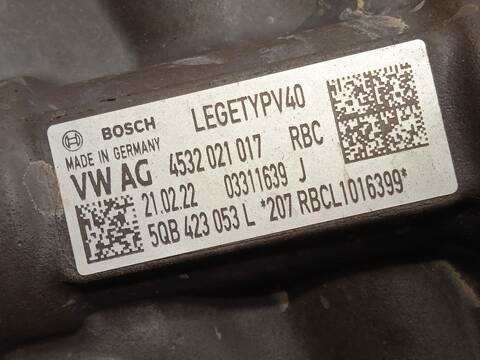 BOSCH LEGETYPV40
MADE IN GERMANY
VW AG 4532 021 017 RBC
21.02.22 03311639 J
5QB 423 053 L *207 RBCL1016399*